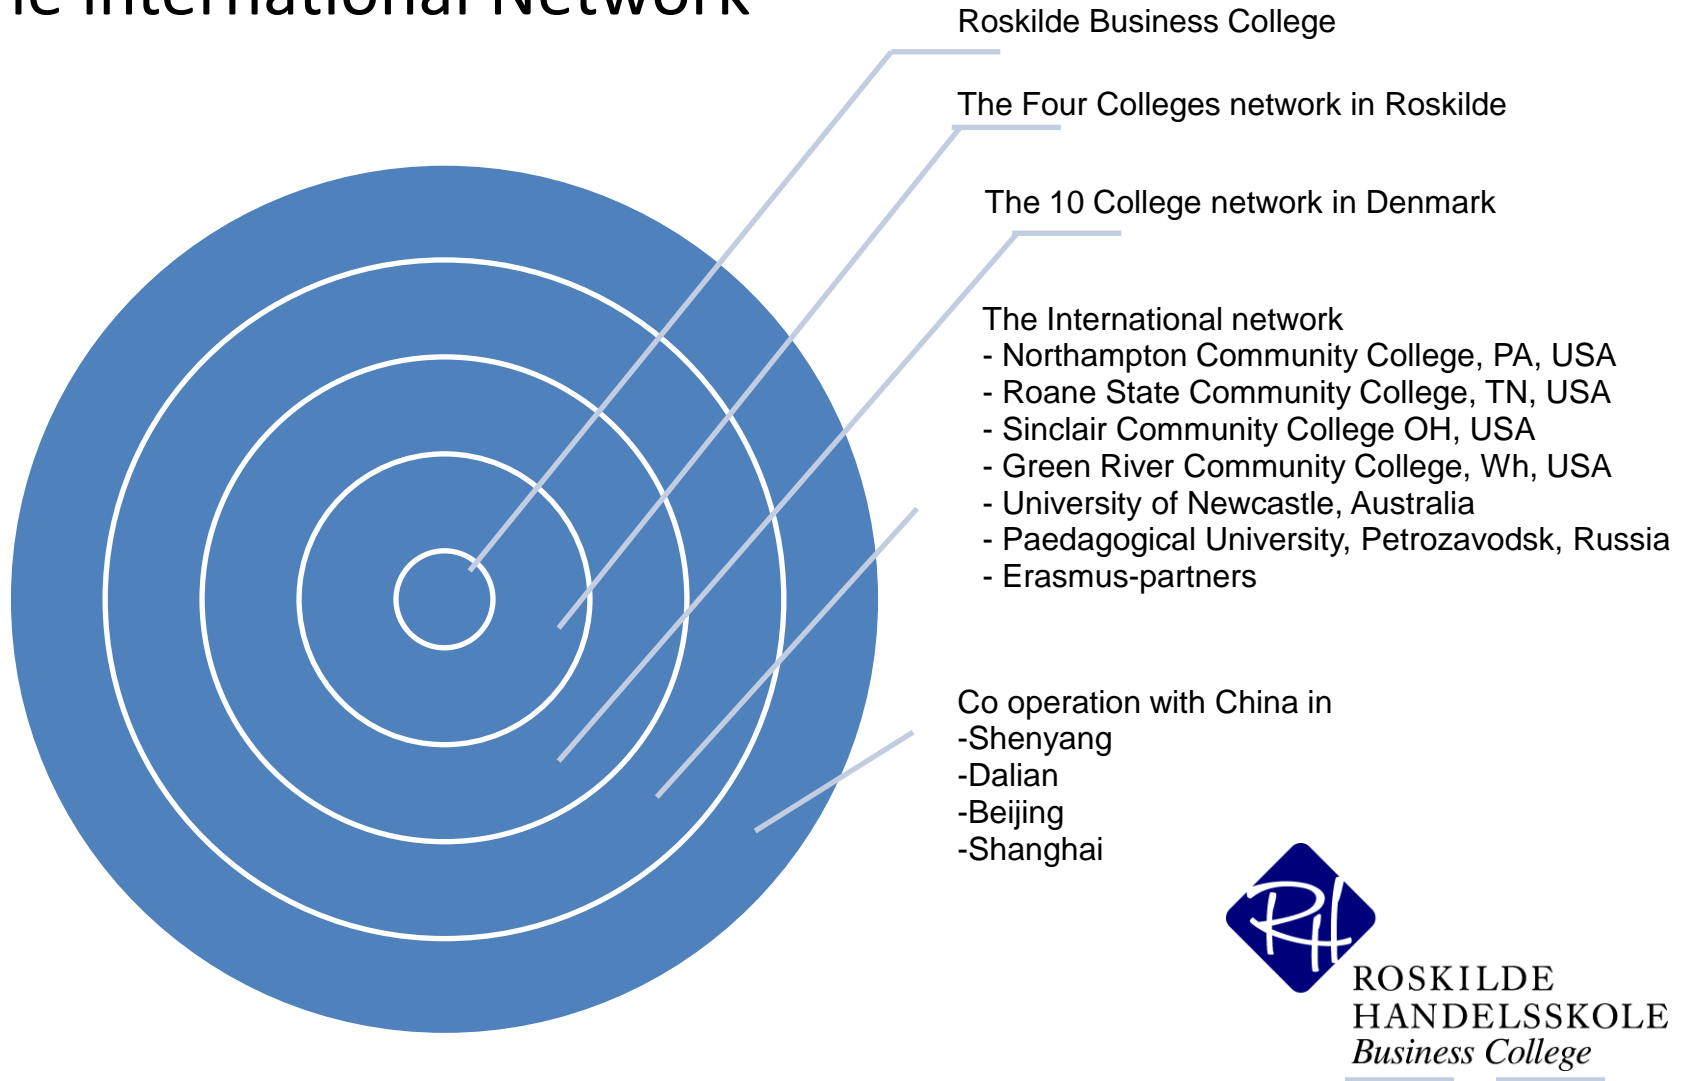 International Network
Roskilde Business College
The Four Colleges network in Roskilde
The 10 College network in Denmark
The International network
- Northampton Community College, PA, USA
- Roane State Community College, TN, USA
- Sinclair Community College OH, USA
- Green River Community College, Wh, USA
- University of Newcastle, Australia
- Paedagogical University, Petrozavodsk, Russia
- Erasmus-partners
Co operation with China in
-Shenyang
-Dalian
-Beijing
-Shanghai
RH
ROSKILDE
HANDELSSKOLE
Business College